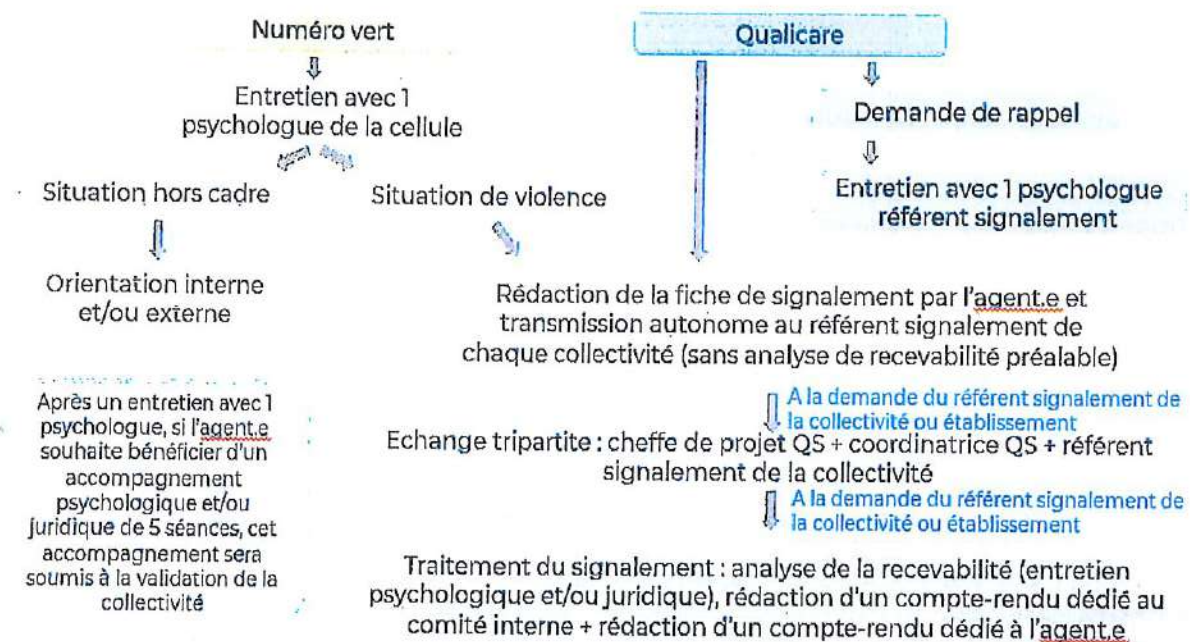 Numéro vert
Qualicare
Entretien avec 1
psychologue de la cellule
Demande de rappel
Situation hors cadre
Situation de violence
Entretien avec 1 psychologue
référent signalement
Orientation interne
et/ou externe
Rédaction de la fiche de signalement par l'agent.e et
transmission autonome au référent signalement de
chaque collectivité (sans analyse de recevabilité préalable)
Après un entretien avec 1
psychologue, si l'agent.e
souhaite bénéficier d'un
accompagnement
psychologique et/ou
juridique de 5 séances, cet
accompagnement sera
soumis à la validation de la
collectivité
A la demande du référent signalement de
la collectivité ou établissement
Echange tripartite : cheffe de projet QS + coordinatrice QS + référent
signalement de la collectivité
A la demande du référent signalement de
la collectivité ou établissement
Traitement du signalement : analyse de la recevabilité (entretien
psychologique et/ou juridique), rédaction d'un compte-rendu dédié au
comité interne + rédaction d'un compte-rendu dédié à l'agent.e